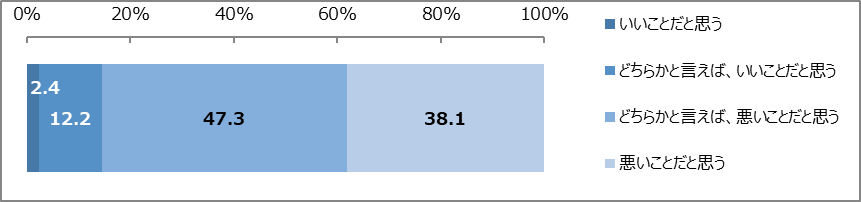 0% 20% 40% 60% 80% 100%
いいことだと思う
どちらかと言えば、いいことだと思う
どちらかと言えば、悪いことだと思う
悪いことだと思う
2.4
12.2 47.3 38.1